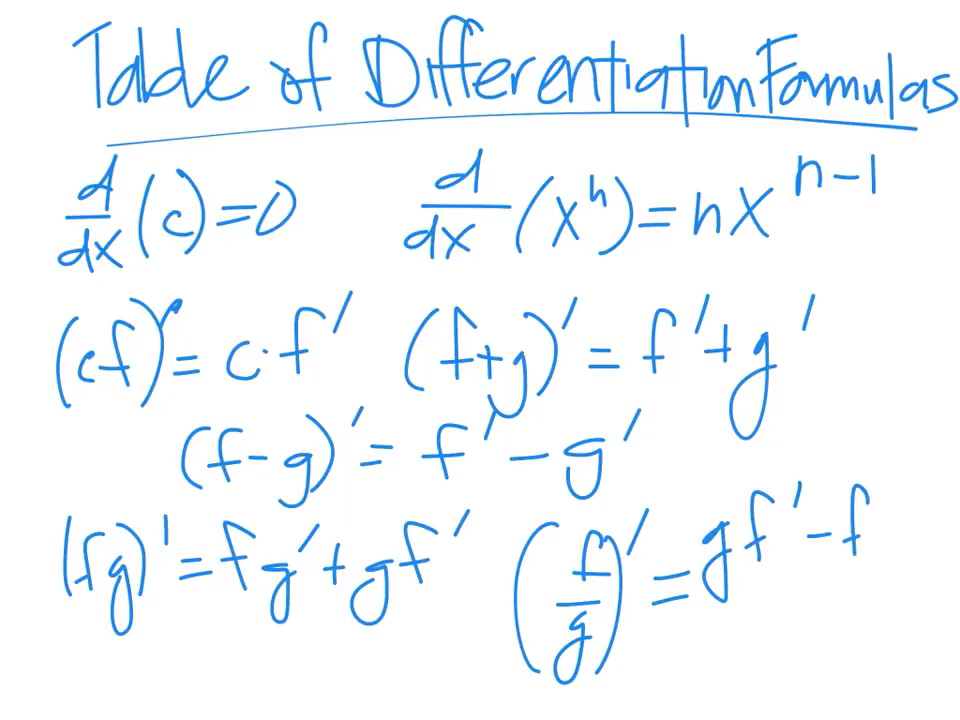 Table of Differentiation Formulas
d/dx (c) = 0 d/dx (x^n) = nx^{n-1}
(cf)' = c·f' (f+g)' = f'+g'
(f-g)' = f' - g'
(fg)' = fg'+gf' (f/g)' = gf'-f